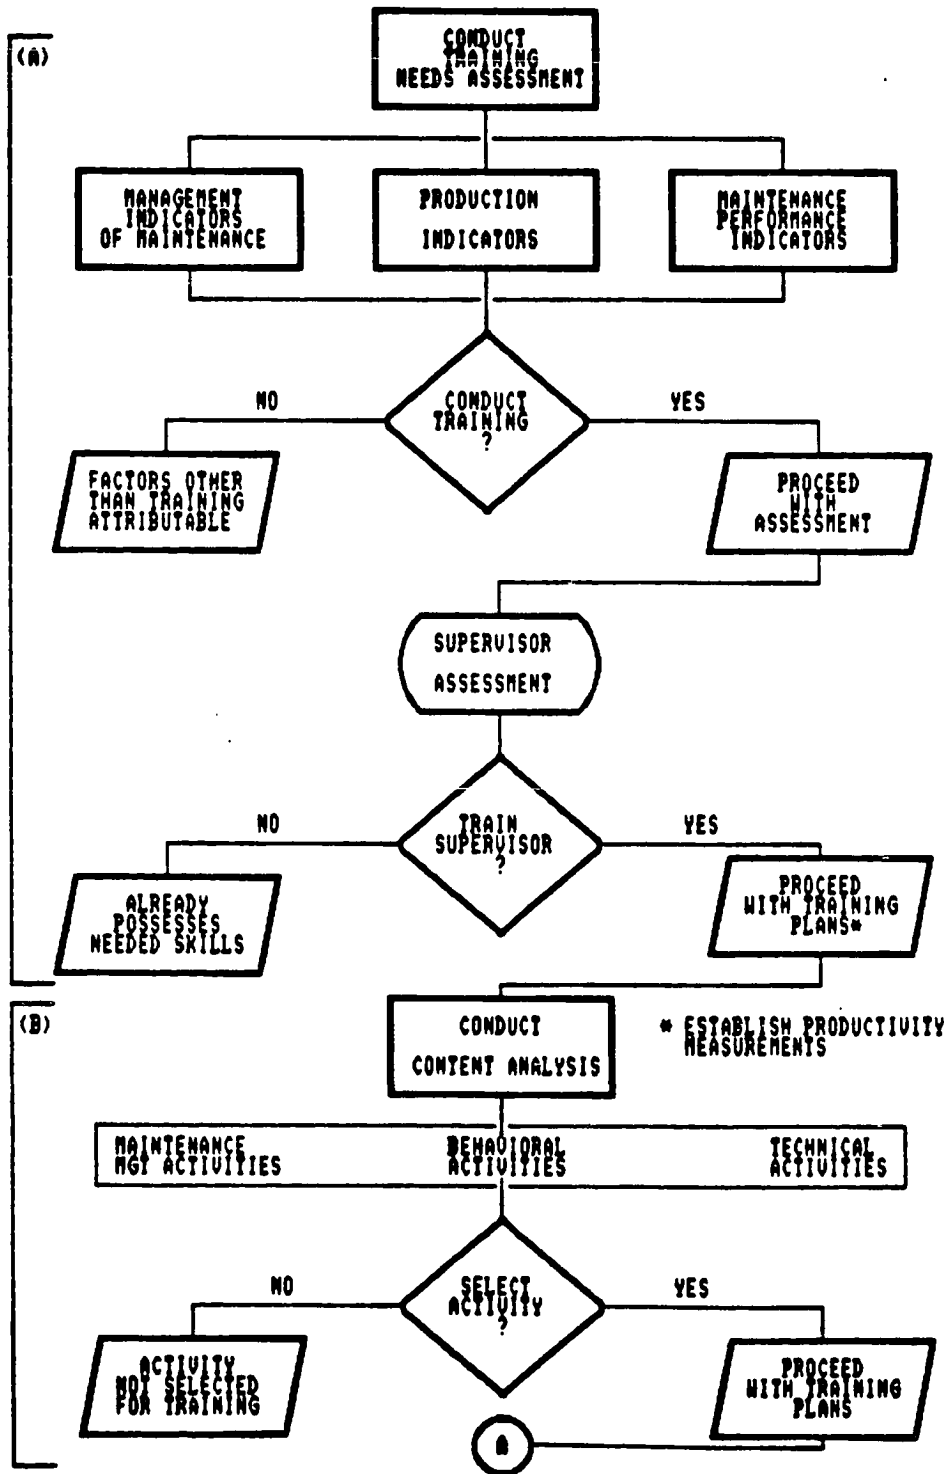 (A)
CONDUCT
TRAINING
NEEDS ASSESSMENT
MANAGEMENT
INDICATORS
OF MAINTENANCE
PRODUCTION
INDICATORS
MAINTENANCE
PERFORMANCE
INDICATORS
NO
CONDUCT
TRAINING
?
YES
FACTORS OTHER
THAN TRAINING
ATTRIBUTABLE
PROCEED
WITH
ASSESSMENT
SUPERVISOR
ASSESSMENT
NO
TRAIN
SUPERVISOR
?
YES
ALREADY
POSSESSES
NEEDED SKILLS
PROCEED
WITH TRAINING
PLANS*
(B)
CONDUCT
CONTENT ANALYSIS
* ESTABLISH PRODUCTIVITY
MEASUREMENTS
MAINTENANCE
MGT ACTIVITIES
BEHAVIORAL
ACTIVITIES
TECHNICAL
ACTIVITIES
NO
SELECT
ACTIVITY
?
YES
ACTIVITY
NOT SELECTED
FOR TRAINING
PROCEED
WITH TRAINING
PLANS
A